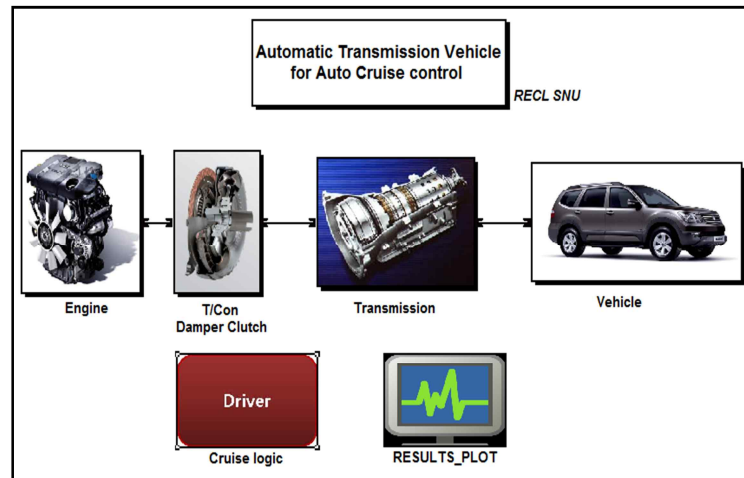 Automatic Transmission Vehicle
for Auto Cruise control
RECL SNU
Engine
T/Con
Damper Clutch
Transmission
Vehicle
Driver
Cruise logic
RESULTS_PLOT